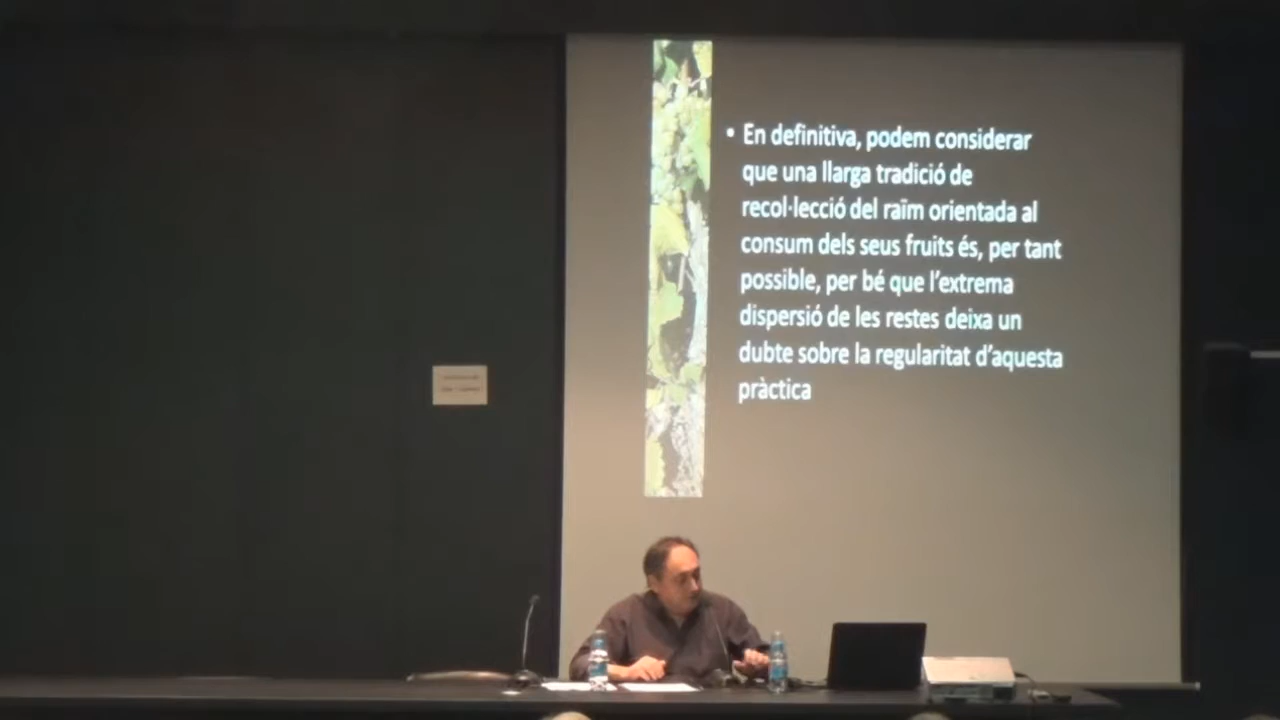 • En definitiva, podem considerar
que una llarga tradició de
recol·lecció del raïm orientada al
consum dels seus fruits és, per tant
possible, per bé que l’extrema
dispersió de les restes deixa un
dubte sobre la regularitat d’aquesta
pràctica